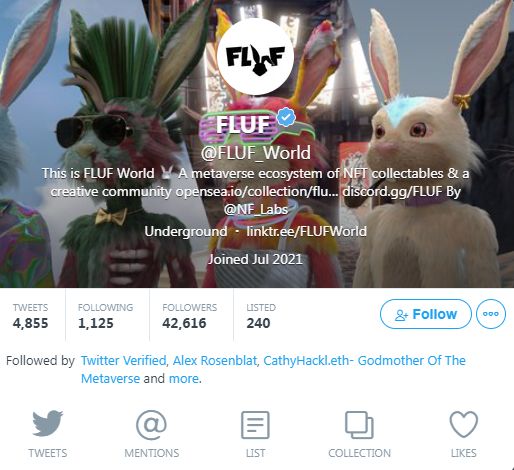 FLUF
FLUF
@FLUF_World
This is FLUF World 🐰 A metaverse ecosystem of NFT collectables & a
creative community opensea.io/collection/flu... discord.gg/FLUF By
@NF_Labs
Underground · linktr.ee/FLUFWorld
Joined Jul 2021
TWEETS FOLLOWING FOLLOWERS LISTED
4,855 1,125 42,616 240
Follow
Followed by Twitter Verified, Alex Rosenblat, CathyHackl.eth- Godmother Of The
Metaverse and more.
TWEETS MENTIONS LIST COLLECTION LIKES